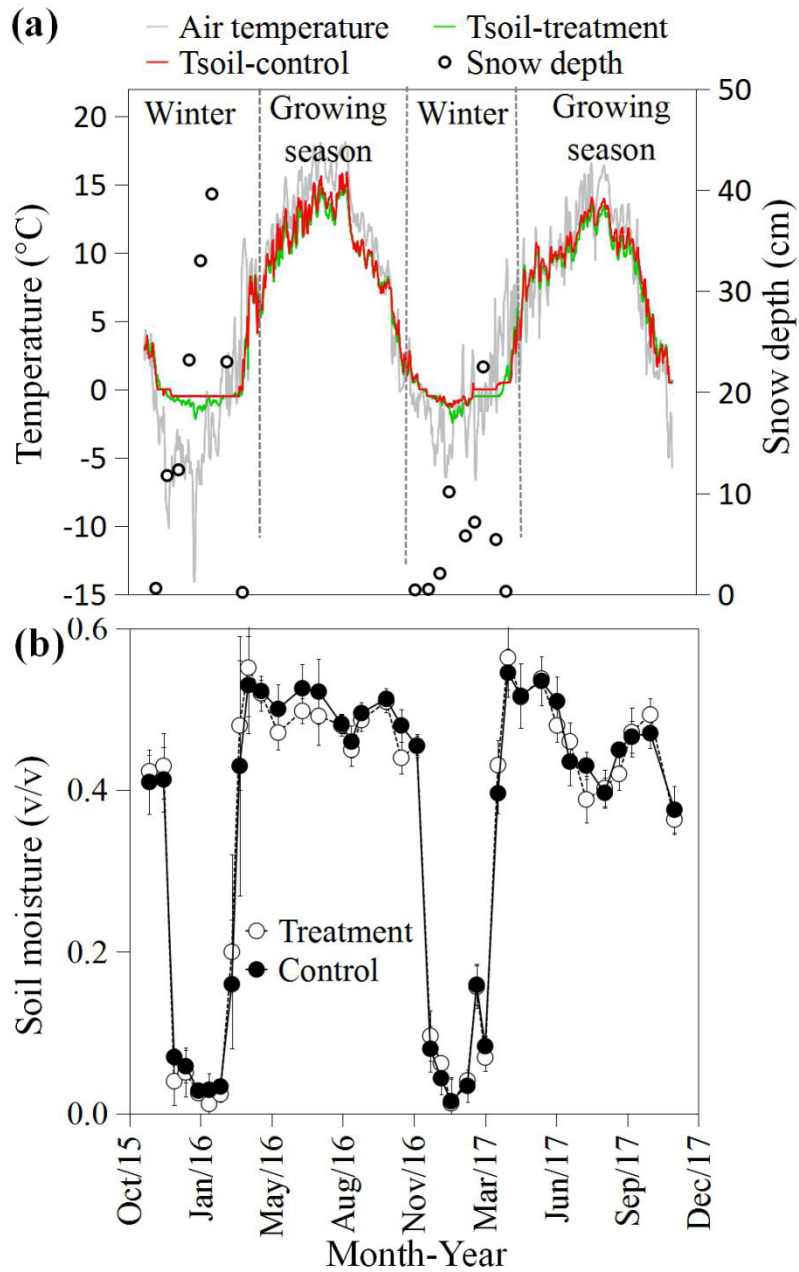 (a)
Air temperature
Tsoil-treatment
Tsoil-control
Snow depth
Winter
Growing season
Winter
Growing season
20
15
10
5
0
-5
-10
-15
Temperature (°C)
50
40
30
20
10
0
Snow depth (cm)
(b)
0.6
0.4
0.2
0.0
Soil moisture (v/v)
Treatment
Control
Oct/15
Jan/16
May/16
Aug/16
Nov/16
Mar/17
Jun/17
Sep/17
Dec/17
Month-Year